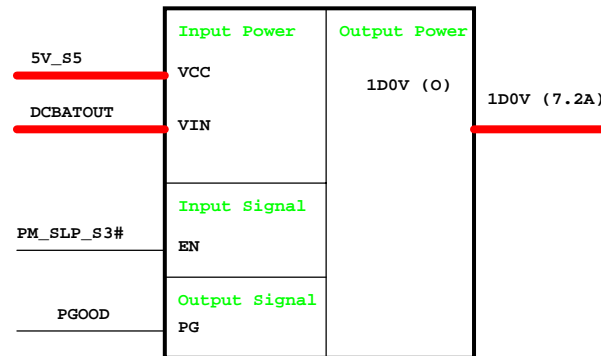 Input Power
Output Power
5V_S5
VCC
1D0V (O)
1D0V (7.2A)
DCBATOUT
VIN
Input Signal
PM_SLP_S3#
EN
Output Signal
PGOOD
PG